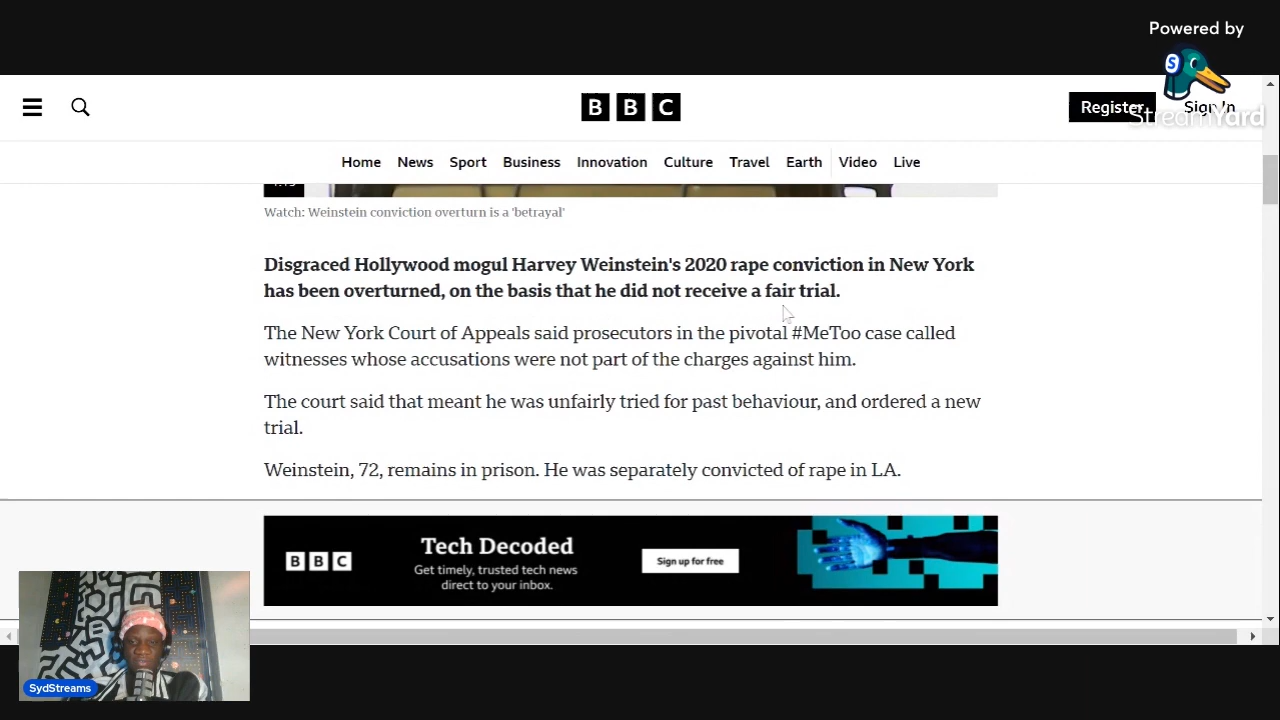 Powered by
StreamYard
BBC
Register
Sign In
Home News Sport Business Innovation Culture Travel Earth Video Live
Watch: Weinstein conviction overturn is a 'betrayal'
Disgraced Hollywood mogul Harvey Weinstein's 2020 rape conviction in New York
has been overturned, on the basis that he did not receive a fair trial.
The New York Court of Appeals said prosecutors in the pivotal #MeToo case called
witnesses whose accusations were not part of the charges against him.
The court said that meant he was unfairly tried for past behaviour, and ordered a new
trial.
Weinstein, 72, remains in prison. He was separately convicted of rape in LA.
BBC
Tech Decoded
Get timely, trusted tech news
direct to your inbox.
Sign up for free
SydStreams